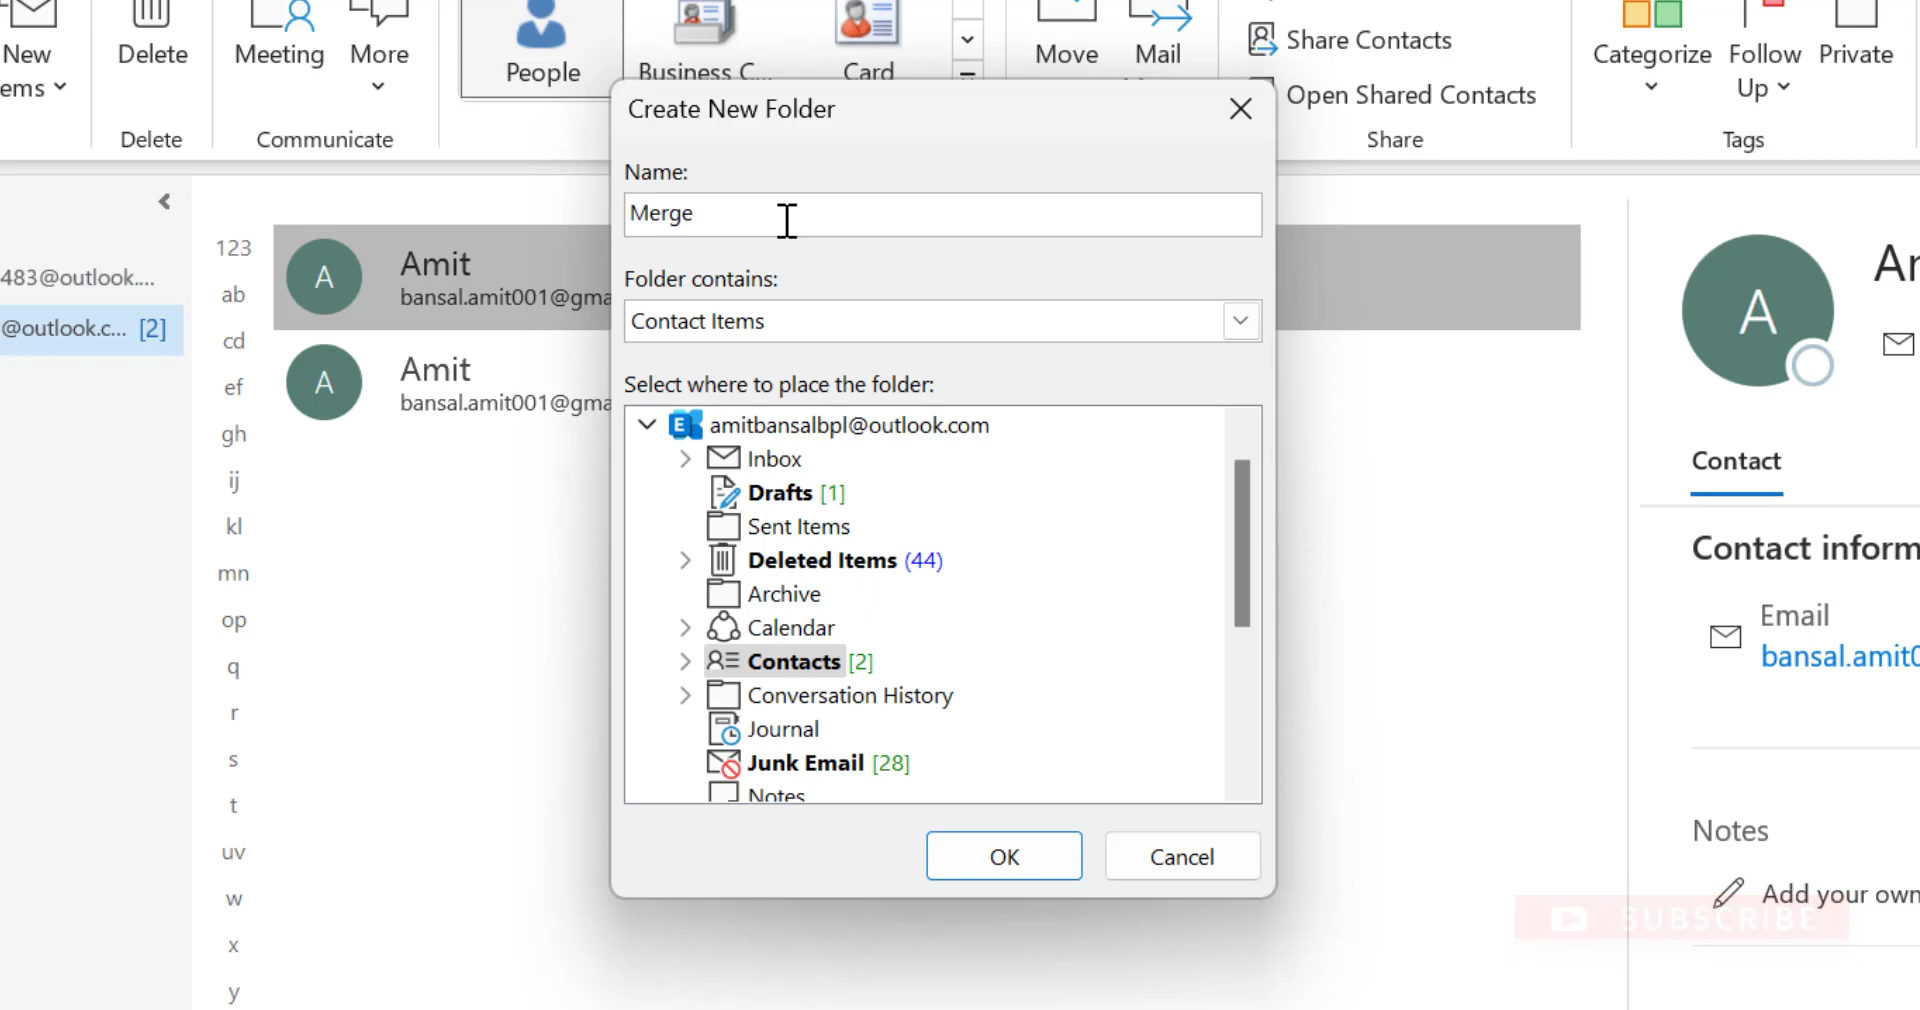 New
ems
Delete
Meeting
More
People
Business C...
Card
Move
Mail
Share Contacts
Open Shared Contacts
Categorize
Follow
Up
Private
Delete
Communicate
Share
Tags
Create New Folder
Name:
Merge
Folder contains:
Contact Items
Select where to place the folder:
amitbansalbpl@outlook.com
Inbox
Drafts [1]
Sent Items
Deleted Items (44)
Archive
Calendar
Contacts [2]
Conversation History
Journal
Junk Email [28]
Notes
OK
Cancel
483@outlook....
@outlook.c... [2]
123
ab
cd
ef
gh
ij
kl
mn
op
q
r
s
t
uv
w
x
y
A
Amit
bansal.amit001@gma
A
Amit
bansal.amit001@gma
A
Contact
Contact inform
Email
bansal.amit0
Notes
Add your own
SUBSCRIBE